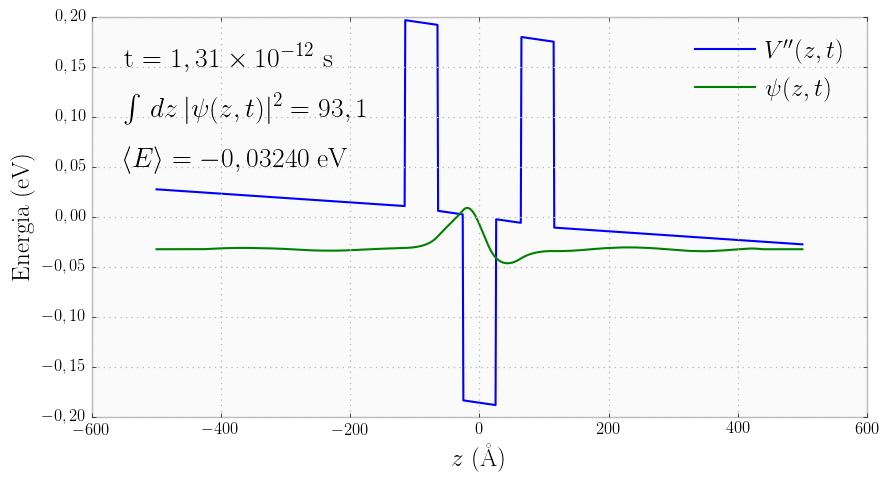 t = 1,31 × 10⁻¹² s
∫ dz |ψ(z,t)|² = 93,1
⟨E⟩ = −0,03240 eV
V′′(z,t)
ψ(z,t)
Energia (eV)
0,20
0,15
0,10
0,05
0,00
−0,05
−0,10
−0,15
−0,20
−600
−400
−200
0
200
400
600
z (Å)